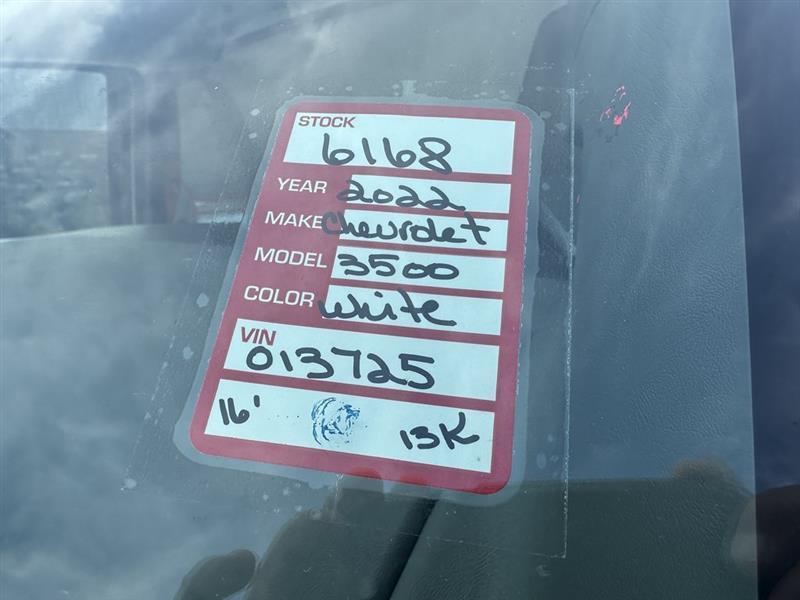 STOCK
6168
YEAR 2022
MAKE Chevrolet
MODEL 3500
COLOR White
VIN
013725
16' 13K